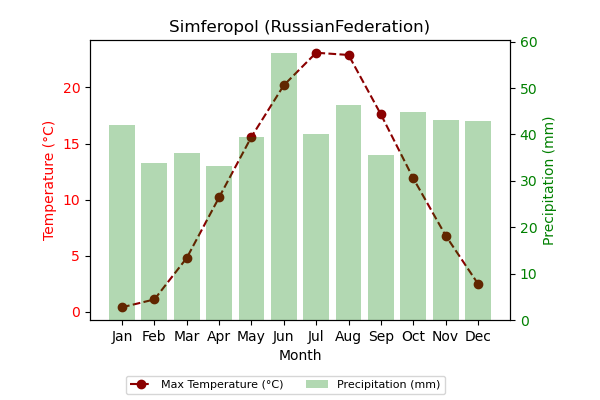 Simferopol (RussianFederation)
Temperature (°C)
20
15
10
5
0
60
50
40
30
20
10
0
Precipitation (mm)
Jan Feb Mar Apr May Jun Jul Aug Sep Oct Nov Dec
Month
Max Temperature (°C) Precipitation (mm)